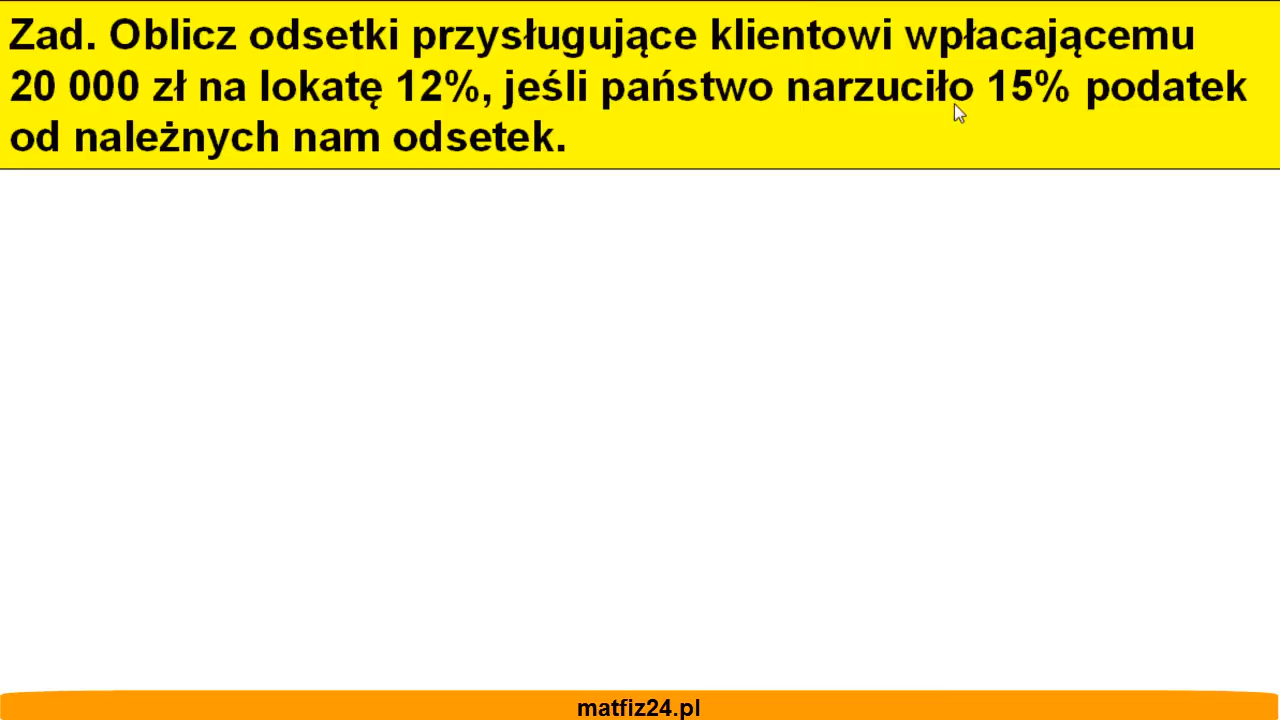 Zad. Oblicz odsetki przysługujące klientowi wpłacającemu
20 000 zł na lokatę 12%, jeśli państwo narzuciło 15% podatek
od należnych nam odsetek.
matfiz24.pl